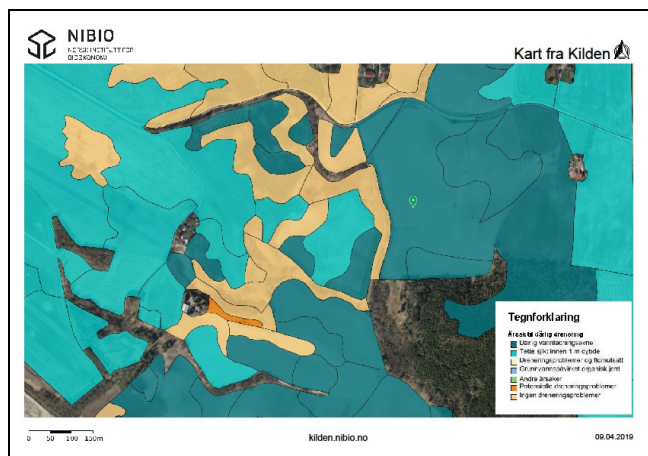 NIBIO
NORSK INSTITUTT FOR
BIOØKONOMI
Kart fra Kilden
Tegnforklaring
Årsak til dårlig drenering
Dårlig vannledningsevne
Tette sjikt innen 1 m dybde
Dreneringsproblemer og flomutsatt
Grunnvannspåvirket organisk jord
Andre årsaker
Potensielle dreneringsproblemer
Ingen dreneringsproblemer
0 50 100 150m
kilden.nibio.no
09.04.2019